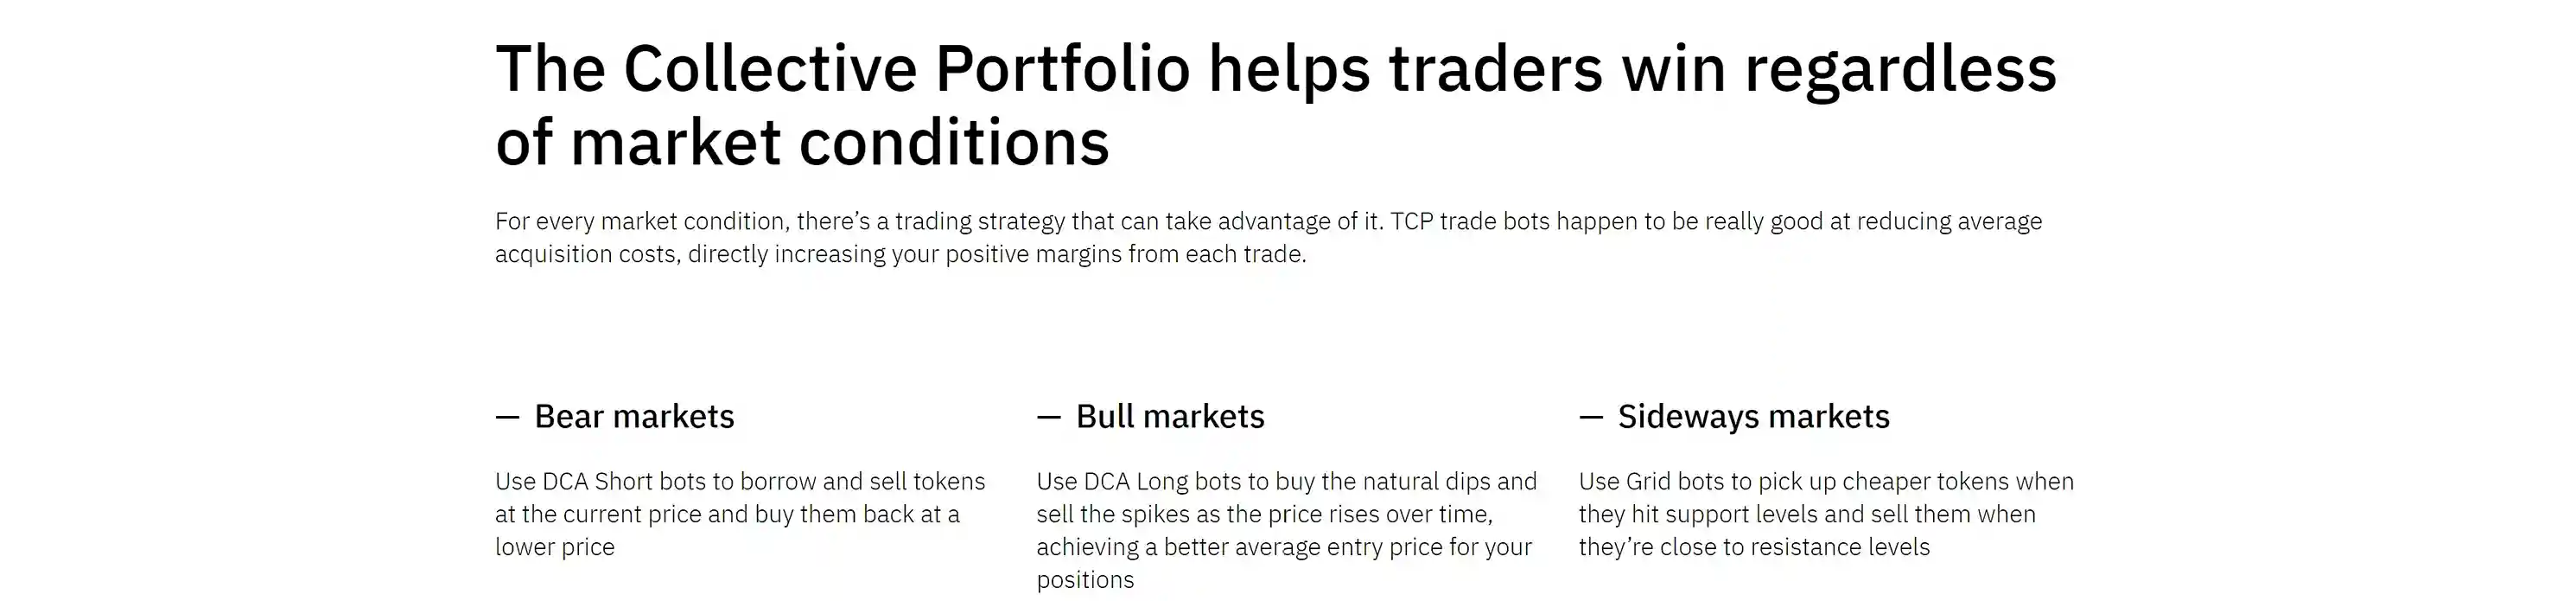 The Collective Portfolio helps traders win regardless
of market conditions
For every market condition, there’s a trading strategy that can take advantage of it. TCP trade bots happen to be really good at reducing average
acquisition costs, directly increasing your positive margins from each trade.
— Bear markets
Use DCA Short bots to borrow and sell tokens
at the current price and buy them back at a
lower price
— Bull markets
Use DCA Long bots to buy the natural dips and
sell the spikes as the price rises over time,
achieving a better average entry price for your
positions
— Sideways markets
Use Grid bots to pick up cheaper tokens when
they hit support levels and sell them when
they’re close to resistance levels